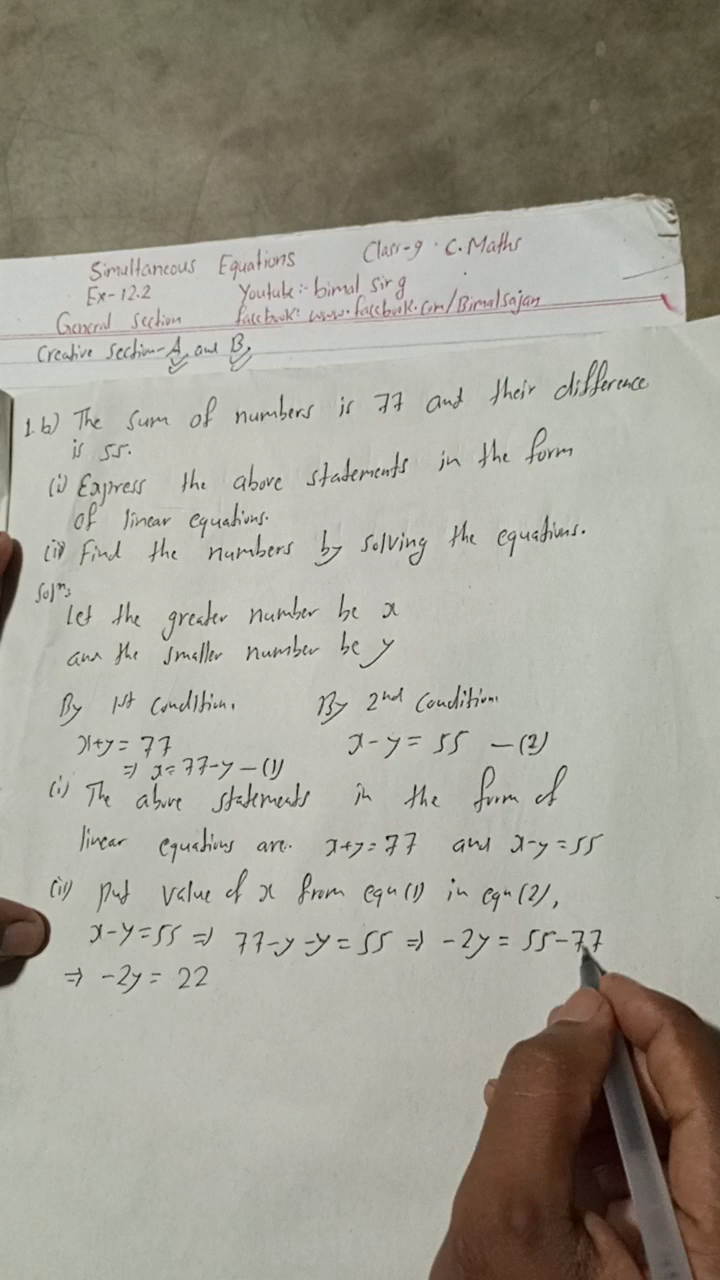 Simultaneous Equations Class-9. C. Maths
Ex-12.2 Youtube:- bimal sir g
General section facebook: www.facebook.com/Bimalsajan
Creative section-A and B.
1.b) The sum of numbers is 77 and their difference
is 55.
(i) Express the above statements in the form
of linear equations.
(ii) Find the numbers by solving the equations.
Solⁿ:
Let the greater number be x
and the smaller number be y
By 1st condition. By 2nd condition.
x+y=77 x-y=55 -(2)
⇒ x=77-y-(1)
(i) The above statements in the form of
linear equations are. x+y=77 and x-y=55
(ii) put value of x from eqn(1) in eqn(2),
x-y=55 ⇒ 77-y-y=55 ⇒ -2y=55-77
⇒ -2y=22